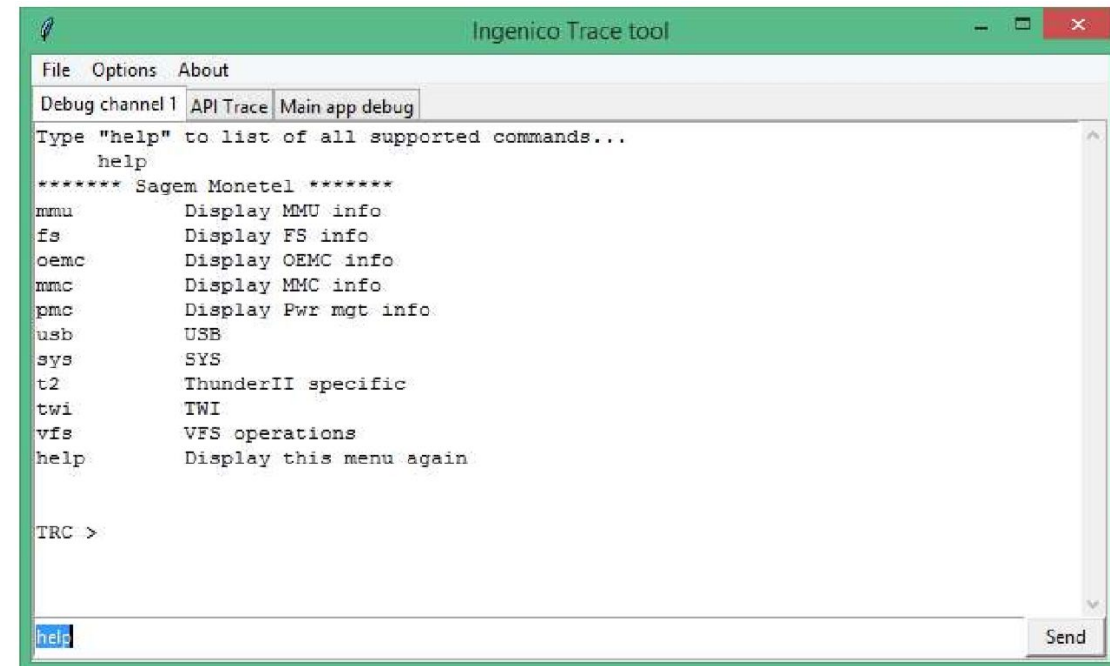 Ingenico Trace tool
File Options About
Debug channel 1 API Trace Main app debug
Type "help" to list of all supported commands...
help
******* Sagem Monetel *******
mmu Display MMU info
fs Display FS info
oemc Display OEMC info
mmc Display MMC info
pmc Display Pwr mgt info
usb USB
sys SYS
t2 ThunderII specific
twi TWI
vfs VFS operations
help Display this menu again
TRC >
help Send